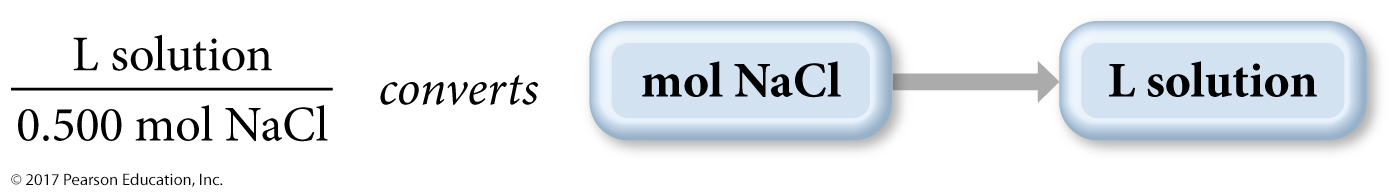 L solution
0.500 mol NaCl
converts
mol NaCl
L solution
© 2017 Pearson Education, Inc.